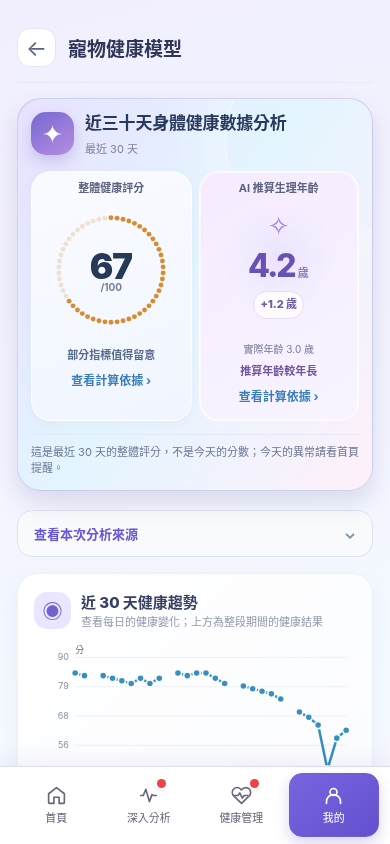 寵物健康模型
近三十天身體健康數據分析
最近 30 天
整體健康評分
67
/100
部分指標值得留意
查看計算依據 ›
AI 推算生理年齡
4.2歲
+1.2 歲
實際年齡 3.0 歲
推算年齡較年長
查看計算依據 ›
這是最近 30 天的整體評分，不是今天的分數；今天的異常請看首頁
提醒。
查看本次分析來源
近 30 天健康趨勢
查看每日的健康變化；上方為整段期間的健康結果
分
90
79
68
56
首頁
深入分析
健康管理
我的